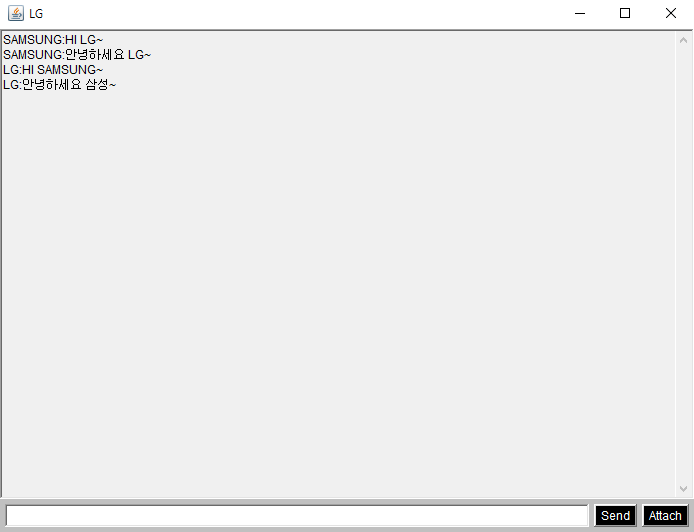 LG
SAMSUNG:HI LG~
SAMSUNG:안녕하세요 LG~
LG:HI SAMSUNG~
LG:안녕하세요 삼성~
Send
Attach